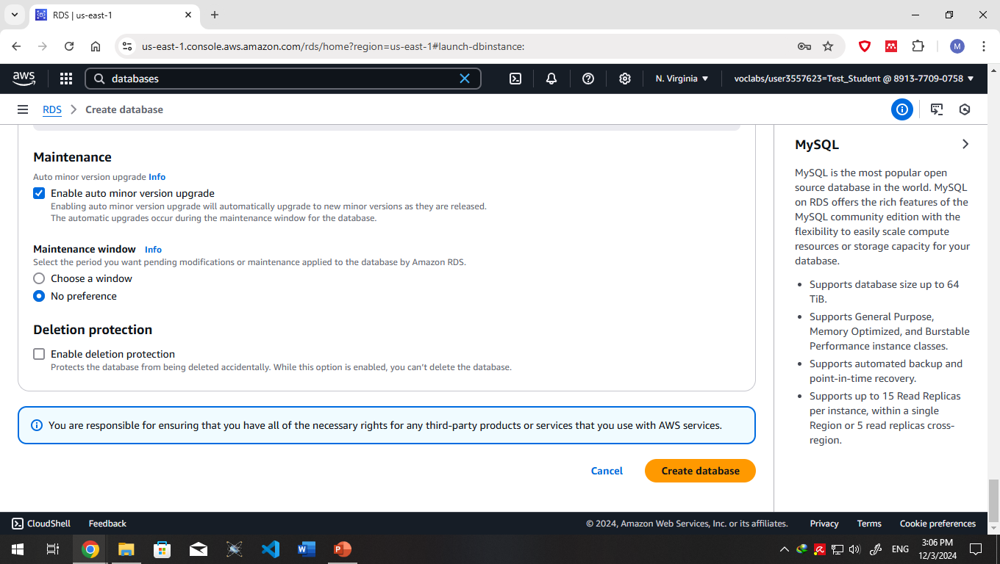 RDS | us-east-1
us-east-1.console.aws.amazon.com/rds/home?region=us-east-1#launch-dbinstance:
M
aws
databases
N. Virginia
voclabs/user3557623=Test_Student @ 8913-7709-0758
RDS
Create database
Maintenance
Auto minor version upgrade Info
Enable auto minor version upgrade
Enabling auto minor version upgrade will automatically upgrade to new minor versions as they are released.
The automatic upgrades occur during the maintenance window for the database.
Maintenance window Info
Select the period you want pending modifications or maintenance applied to the database by Amazon RDS.
Choose a window
No preference
Deletion protection
Enable deletion protection
Protects the database from being deleted accidentally. While this option is enabled, you can’t delete the database.
You are responsible for ensuring that you have all of the necessary rights for any third-party products or services that you use with AWS services.
Cancel
Create database
MySQL
MySQL is the most popular open
source database in the world. MySQL
on RDS offers the rich features of the
MySQL community edition with the
flexibility to easily scale compute
resources or storage capacity for your
database.
• Supports database size up to 64
TiB.
• Supports General Purpose,
Memory Optimized, and Burstable
Performance instance classes.
• Supports automated backup and
point-in-time recovery.
• Supports up to 15 Read Replicas
per instance, within a single
Region or 5 read replicas cross-
region.
CloudShell
Feedback
© 2024, Amazon Web Services, Inc. or its affiliates.
Privacy
Terms
Cookie preferences
ENG
3:06 PM
12/3/2024